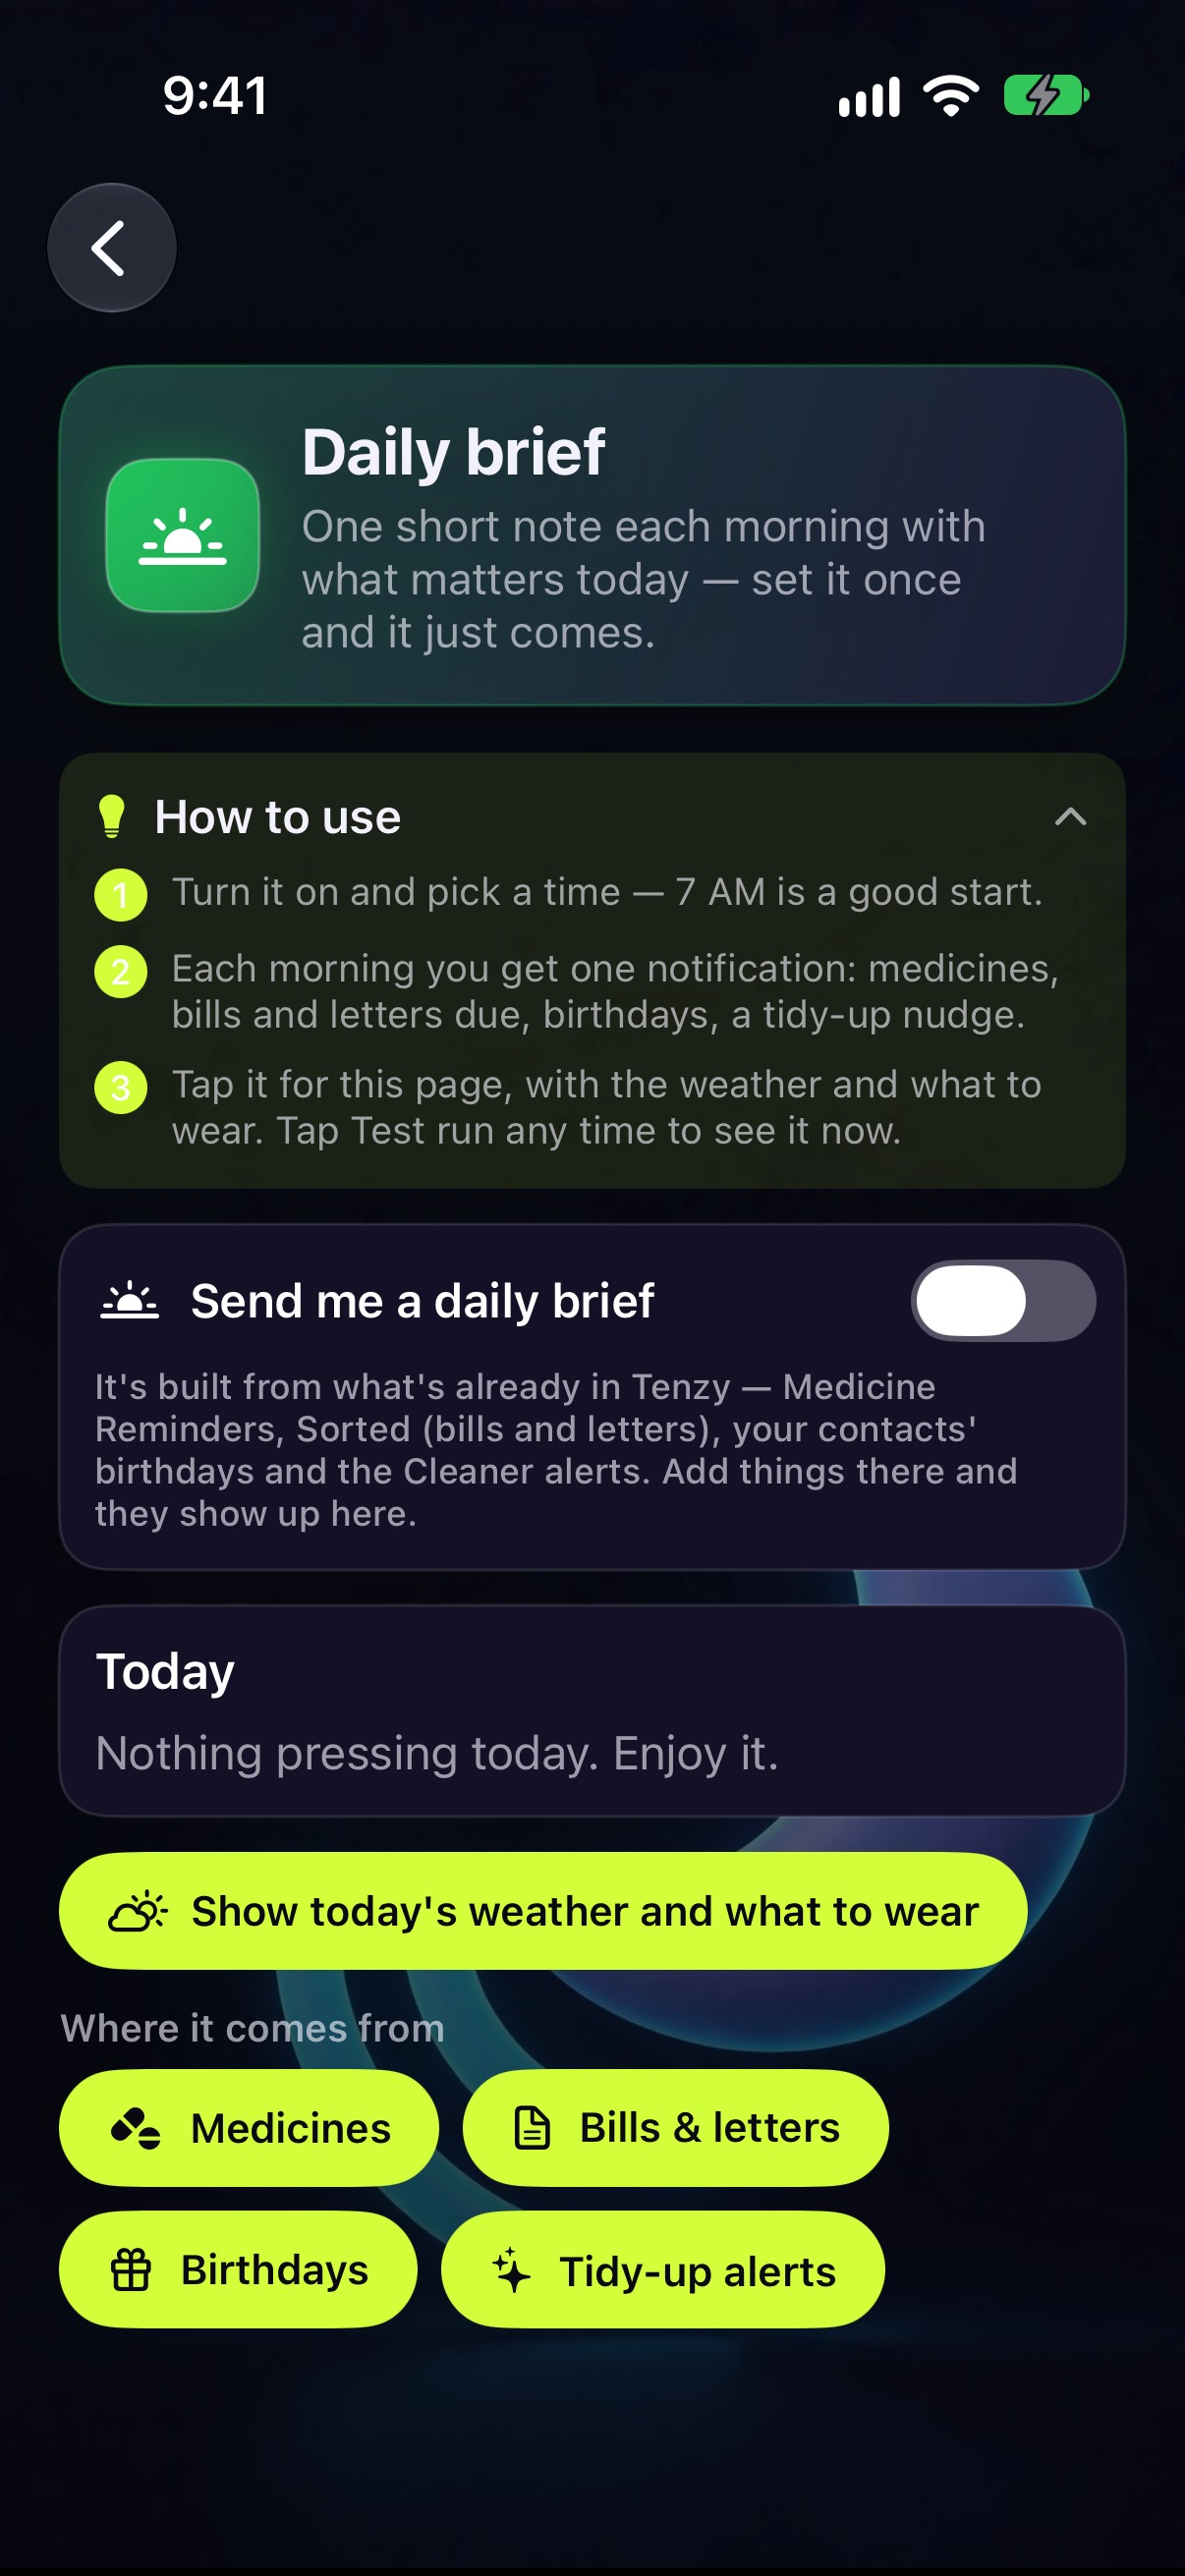 9:41
Daily brief
One short note each morning with
what matters today — set it once
and it just comes.
How to use
1 Turn it on and pick a time — 7 AM is a good start.
2 Each morning you get one notification: medicines,
bills and letters due, birthdays, a tidy-up nudge.
3 Tap it for this page, with the weather and what to
wear. Tap Test run any time to see it now.
Send me a daily brief
It's built from what's already in Tenzy — Medicine
Reminders, Sorted (bills and letters), your contacts'
birthdays and the Cleaner alerts. Add things there and
they show up here.
Today
Nothing pressing today. Enjoy it.
Show today's weather and what to wear
Where it comes from
Medicines
Bills & letters
Birthdays
Tidy-up alerts